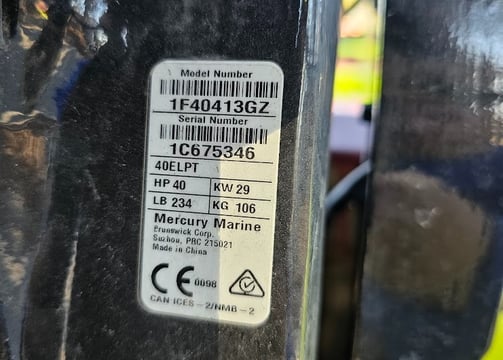 Model Number
1F40413GZ
Serial Number
1C675346
40ELPT
HP 40 KW 29
LB 234 KG 106
Mercury Marine
Brunswick Corp.
Suzhou, PRC 215021
Made in China
CE 0098
CAN ICES-2/NMB-2